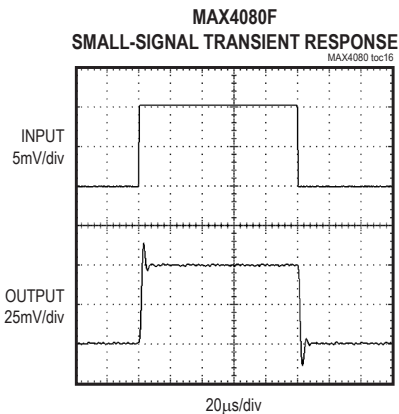 MAX4080F
SMALL-SIGNAL TRANSIENT RESPONSE
MAX4080 toc16
INPUT
5mV/div
OUTPUT
25mV/div
20μs/div